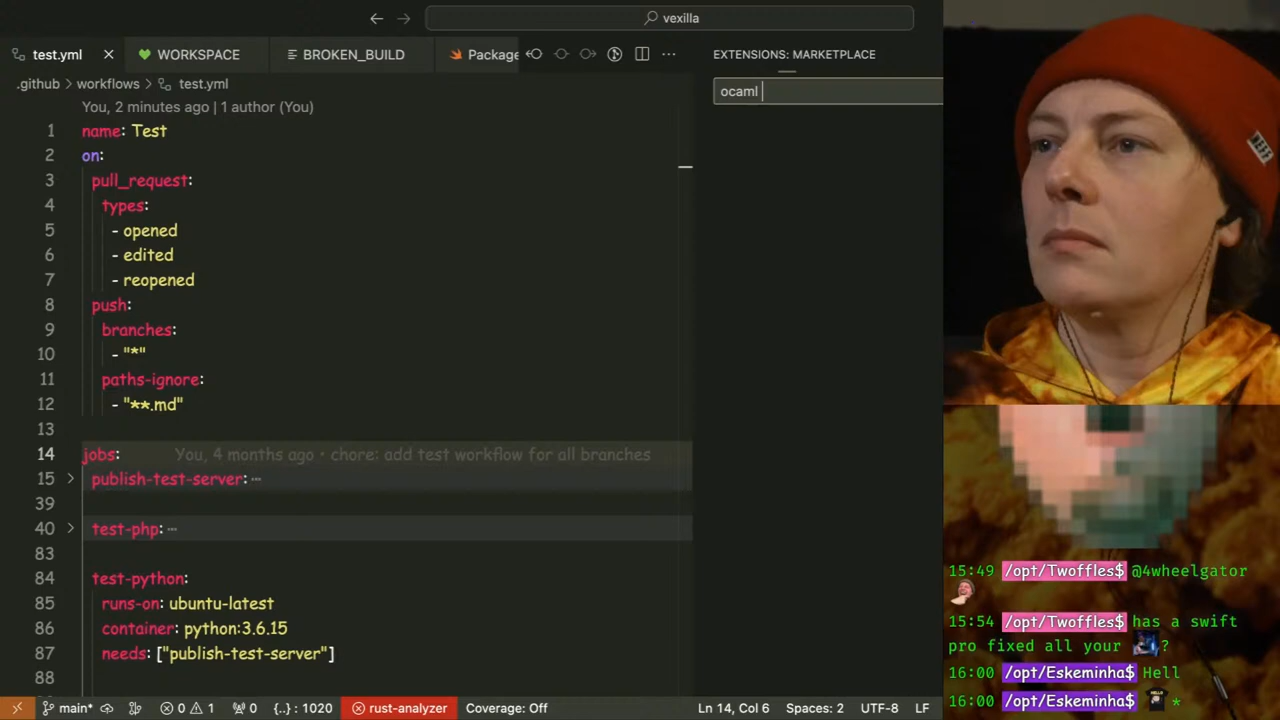 vexilla
test.yml
WORKSPACE
BROKEN_BUILD
Package
EXTENSIONS: MARKETPLACE
.github > workflows > test.yml
ocaml
You, 2 minutes ago | 1 author (You)
1 name: Test
2 on:
3 pull_request:
4 types:
5 - opened
6 - edited
7 - reopened
8 push:
9 branches:
10 - "*"
11 paths-ignore:
12 - "**.md"
13
14 jobs: You, 4 months ago • chore: add test workflow for all branches
15 publish-test-server: ···
39
40 test-php: ···
83
84 test-python:
85 runs-on: ubuntu-latest
86 container: python:3.6.15
87 needs: ["publish-test-server"]
88
main* 0 1 0 {..} : 1020 rust-analyzer Coverage: Off Ln 14, Col 6 Spaces: 2 UTF-8 LF
NEFF
15:49 /opt/Twoffles$ @4wheelgator
15:54 /opt/Twoffles$ has a swift
pro fixed all your ?
16:00 /opt/Eskeminha$ Hell
16:00 /opt/Eskeminha$ *